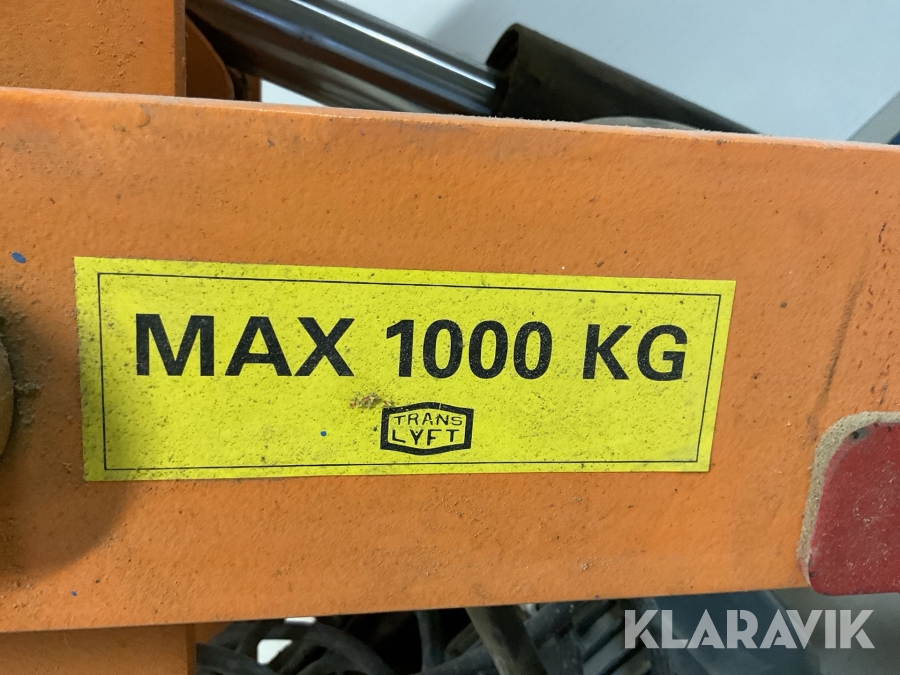 MAX 1000 KG
TRANS
LYFT
KLARAVIK